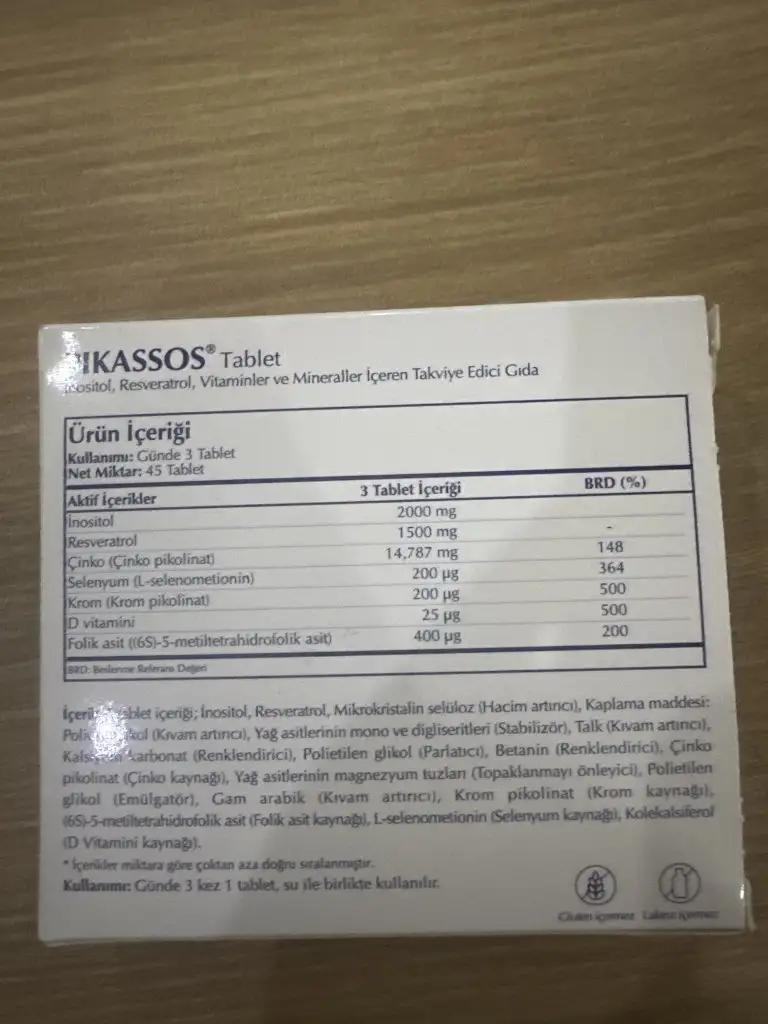 IKASSOS® Tablet
İnositol, Resveratrol, Vitaminler ve Mineraller İçeren Takviye Edici Gıda
Ürün İçeriği
Kullanımı: Günde 3 Tablet
Net Miktar: 45 Tablet
Aktif İçerikler 3 Tablet İçeriği BRD (%)
İnositol 2000 mg
Resveratrol 1500 mg -
Çinko (Çinko pikolinat) 14,787 mg 148
Selenyum (L-selenometionin) 200 µg 364
Krom (Krom pikolinat) 200 µg 500
D vitamini 25 µg 500
Folik asit ((6S)-5-metiltetrahidrofolik asit) 400 µg 200
BRD: Beslenme Referans Değeri
Tablet içeriği; İnositol, Resveratrol, Mikrokristalin selüloz (Hacim artırıcı), Kaplama maddesi:
(Kıvam artırıcı), Yağ asitlerinin mono ve digliseritleri (Stabilizör), Talk (Kıvam artırıcı),
Kalsiyum karbonat (Renklendirici), Polietilen glikol (Parlatıcı), Betanin (Renklendirici), Çinko
pikolinat (Çinko kaynağı), Yağ asitlerinin magnezyum tuzları (Topaklanmayı önleyici), Polietilen
glikol (Emülgatör), Gam arabik (Kıvam artırıcı), Krom pikolinat (Krom kaynağı),
(6S)-5-metiltetrahidrofolik asit (Folik asit kaynağı), L-selenometionin (Selenyum kaynağı), Kolekalsiferol
(D Vitamini kaynağı).
* İçerikler miktara göre çoktan aza doğru sıralanmıştır.
Kullanımı: Günde 3 kez 1 tablet, su ile birlikte kullanılır.
Gluten içermez Laktoz içermez